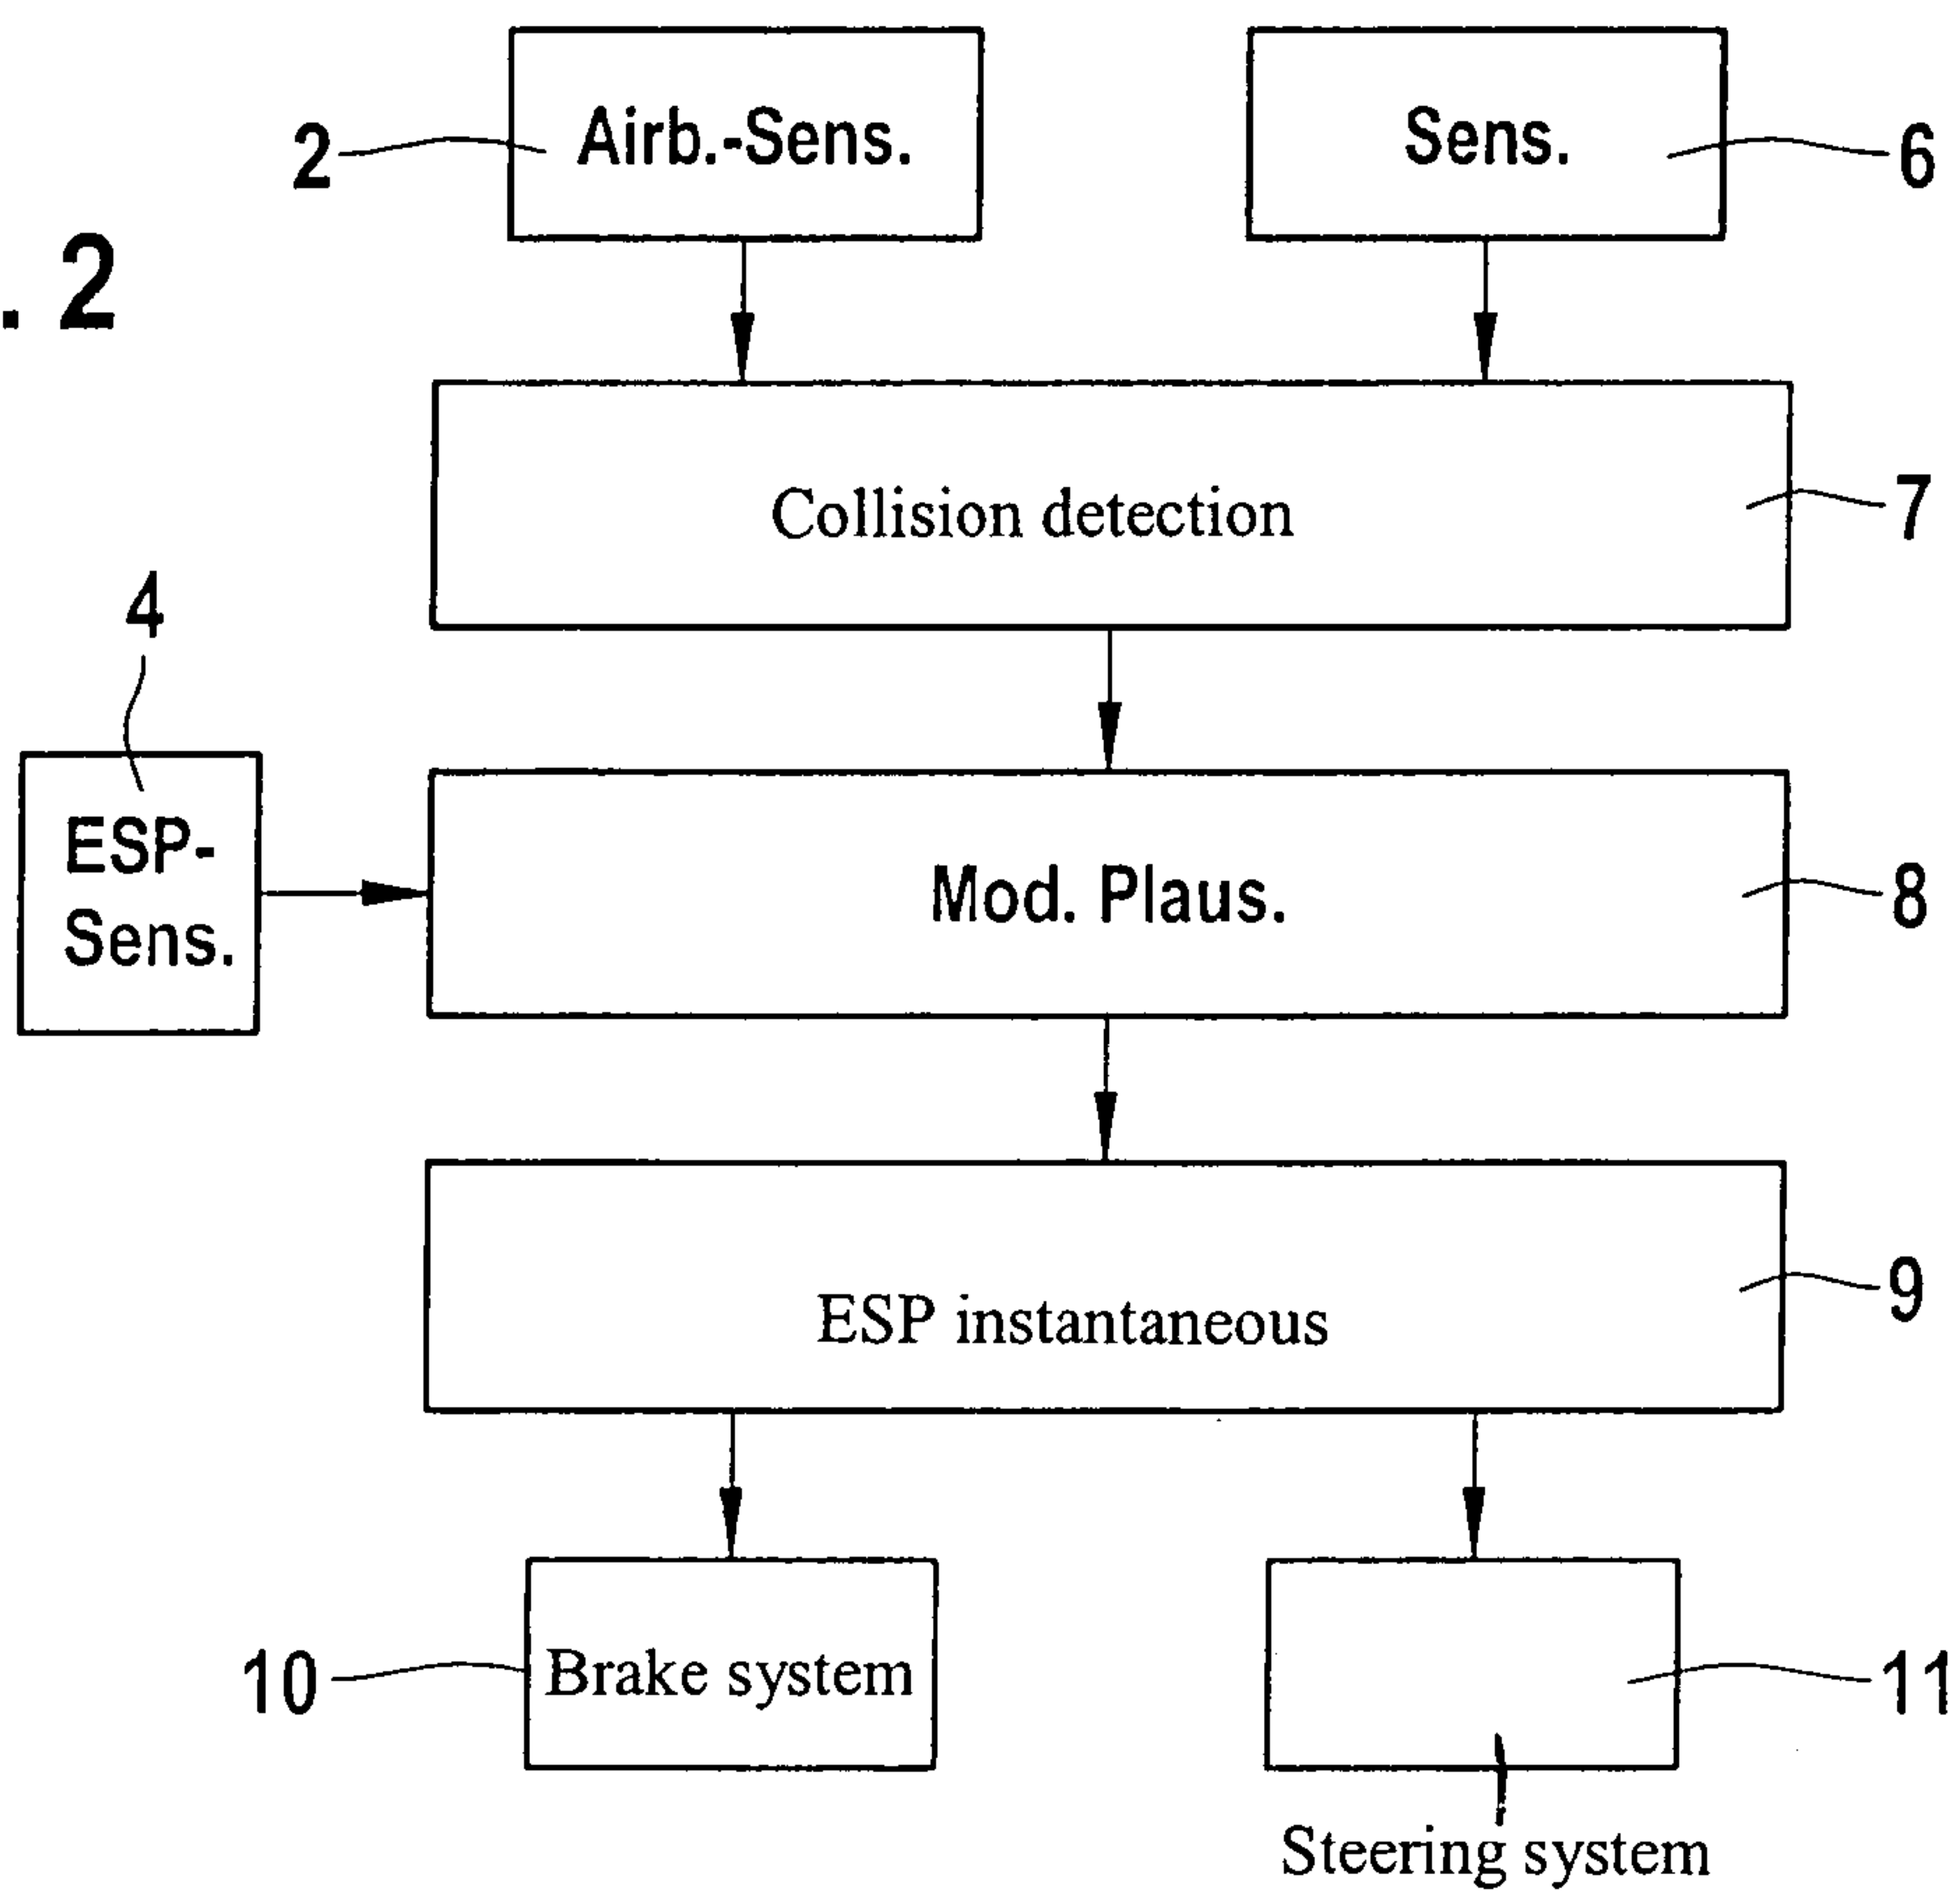 Airb.-Sens.
Sens.
2
6
. 2
Collision detection
7
4
ESP-
Sens.
Mod. Plaus.
8
ESP instantaneous
9
10
Brake system
11
Steering system